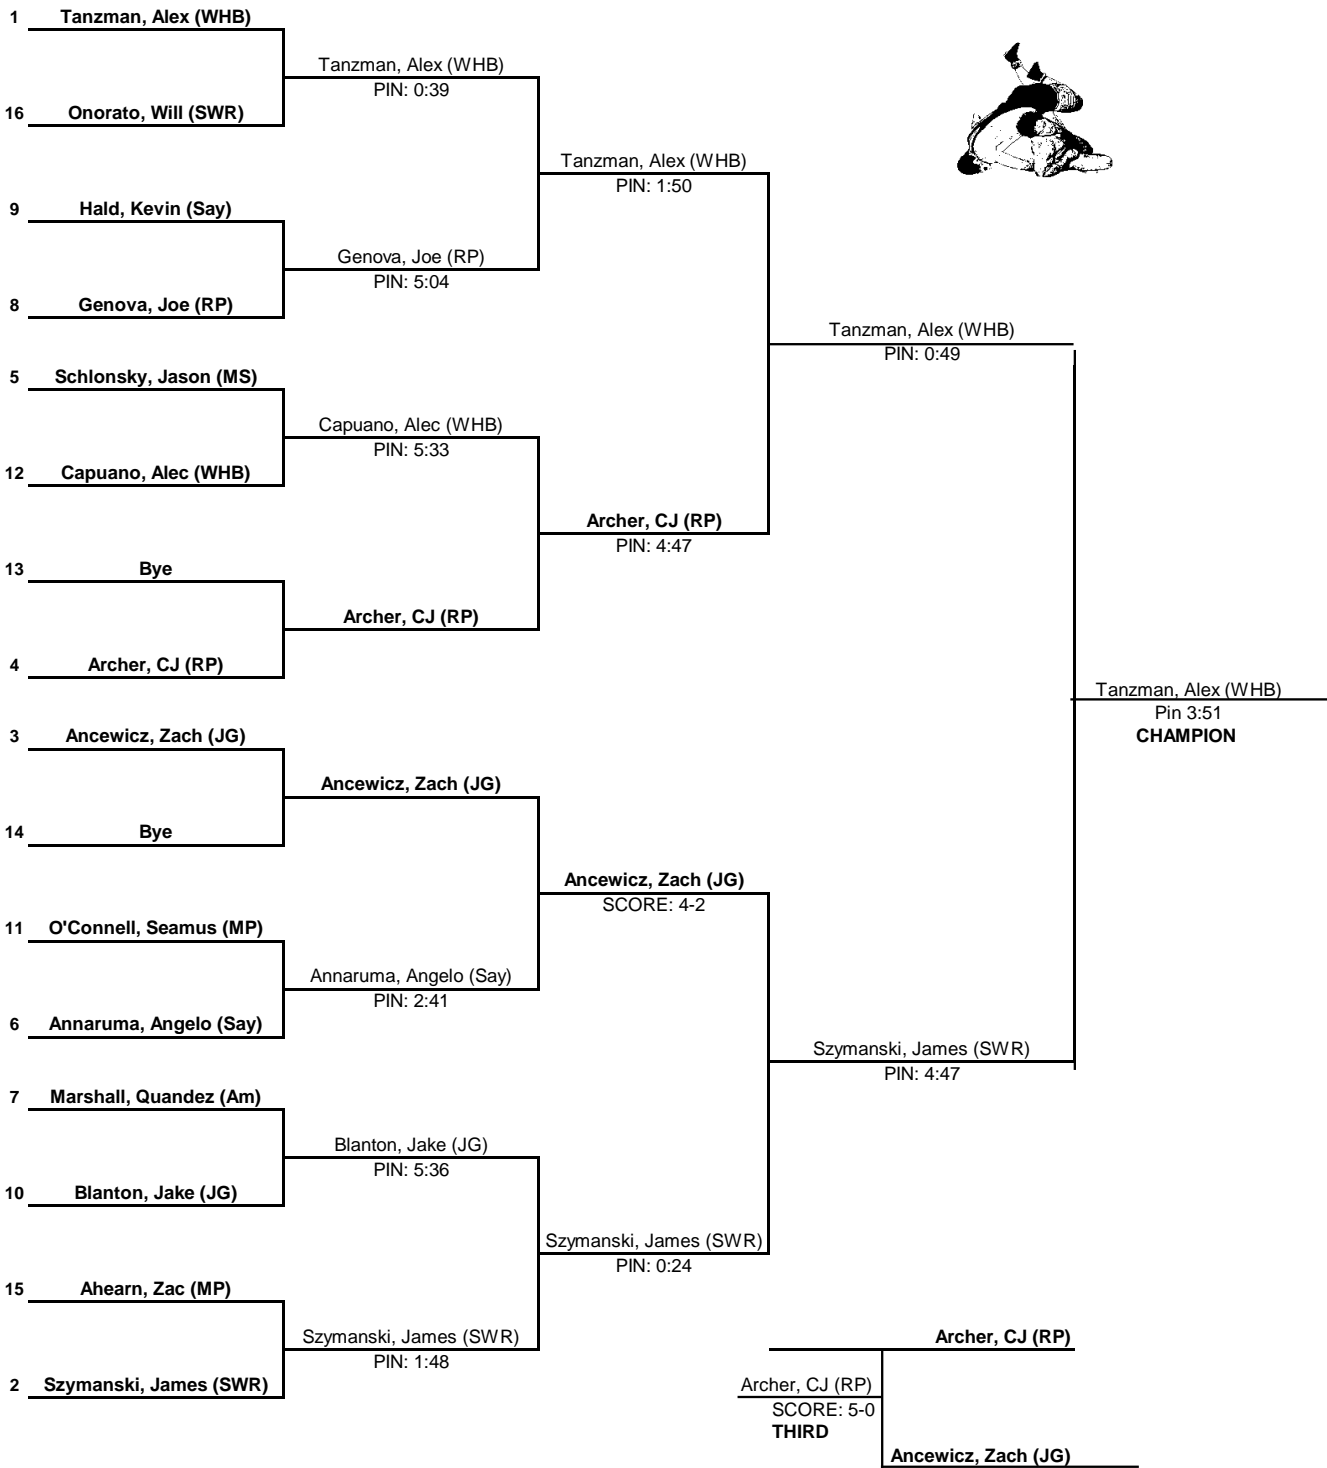 1 Tanzman, Alex (WHB)
Tanzman, Alex (WHB)
PIN: 0:39
16 Onorato, Will (SWR)
Tanzman, Alex (WHB)
PIN: 1:50
9 Hald, Kevin (Say)
Genova, Joe (RP)
PIN: 5:04
8 Genova, Joe (RP)
Tanzman, Alex (WHB)
PIN: 0:49
5 Schlonsky, Jason (MS)
Capuano, Alec (WHB)
PIN: 5:33
12 Capuano, Alec (WHB)
Archer, CJ (RP)
PIN: 4:47
13 Bye
Archer, CJ (RP)
4 Archer, CJ (RP)
Tanzman, Alex (WHB)
Pin 3:51
CHAMPION
3 Ancewicz, Zach (JG)
Ancewicz, Zach (JG)
14 Bye
Ancewicz, Zach (JG)
SCORE: 4-2
11 O'Connell, Seamus (MP)
Annaruma, Angelo (Say)
PIN: 2:41
6 Annaruma, Angelo (Say)
Szymanski, James (SWR)
PIN: 4:47
7 Marshall, Quandez (Am)
Blanton, Jake (JG)
PIN: 5:36
10 Blanton, Jake (JG)
Szymanski, James (SWR)
PIN: 0:24
15 Ahearn, Zac (MP)
Szymanski, James (SWR)
PIN: 1:48
2 Szymanski, James (SWR)
Archer, CJ (RP)
Archer, CJ (RP)
SCORE: 5-0
THIRD
Ancewicz, Zach (JG)